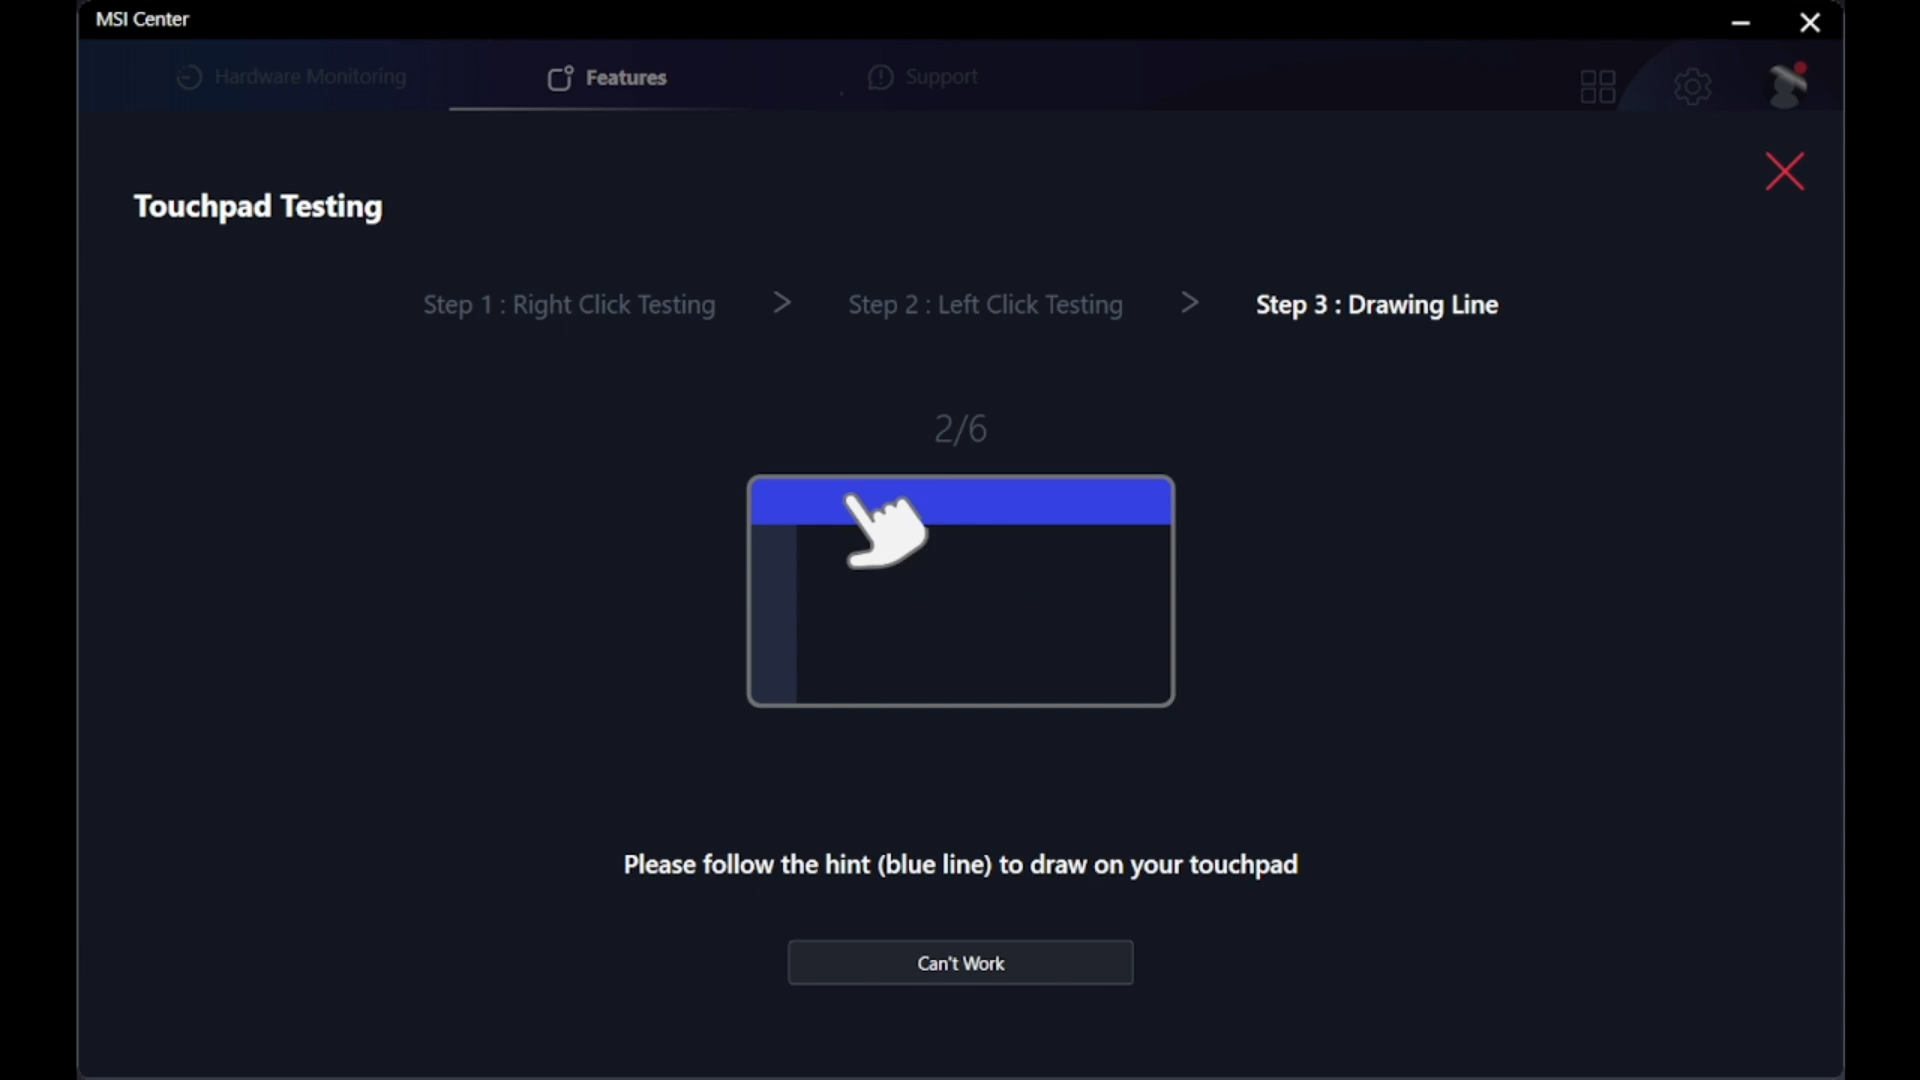 MSI Center
Hardware Monitoring
Features
Support
Touchpad Testing
Step 1 : Right Click Testing > Step 2 : Left Click Testing > Step 3 : Drawing Line
2/6
Please follow the hint (blue line) to draw on your touchpad
Can't Work